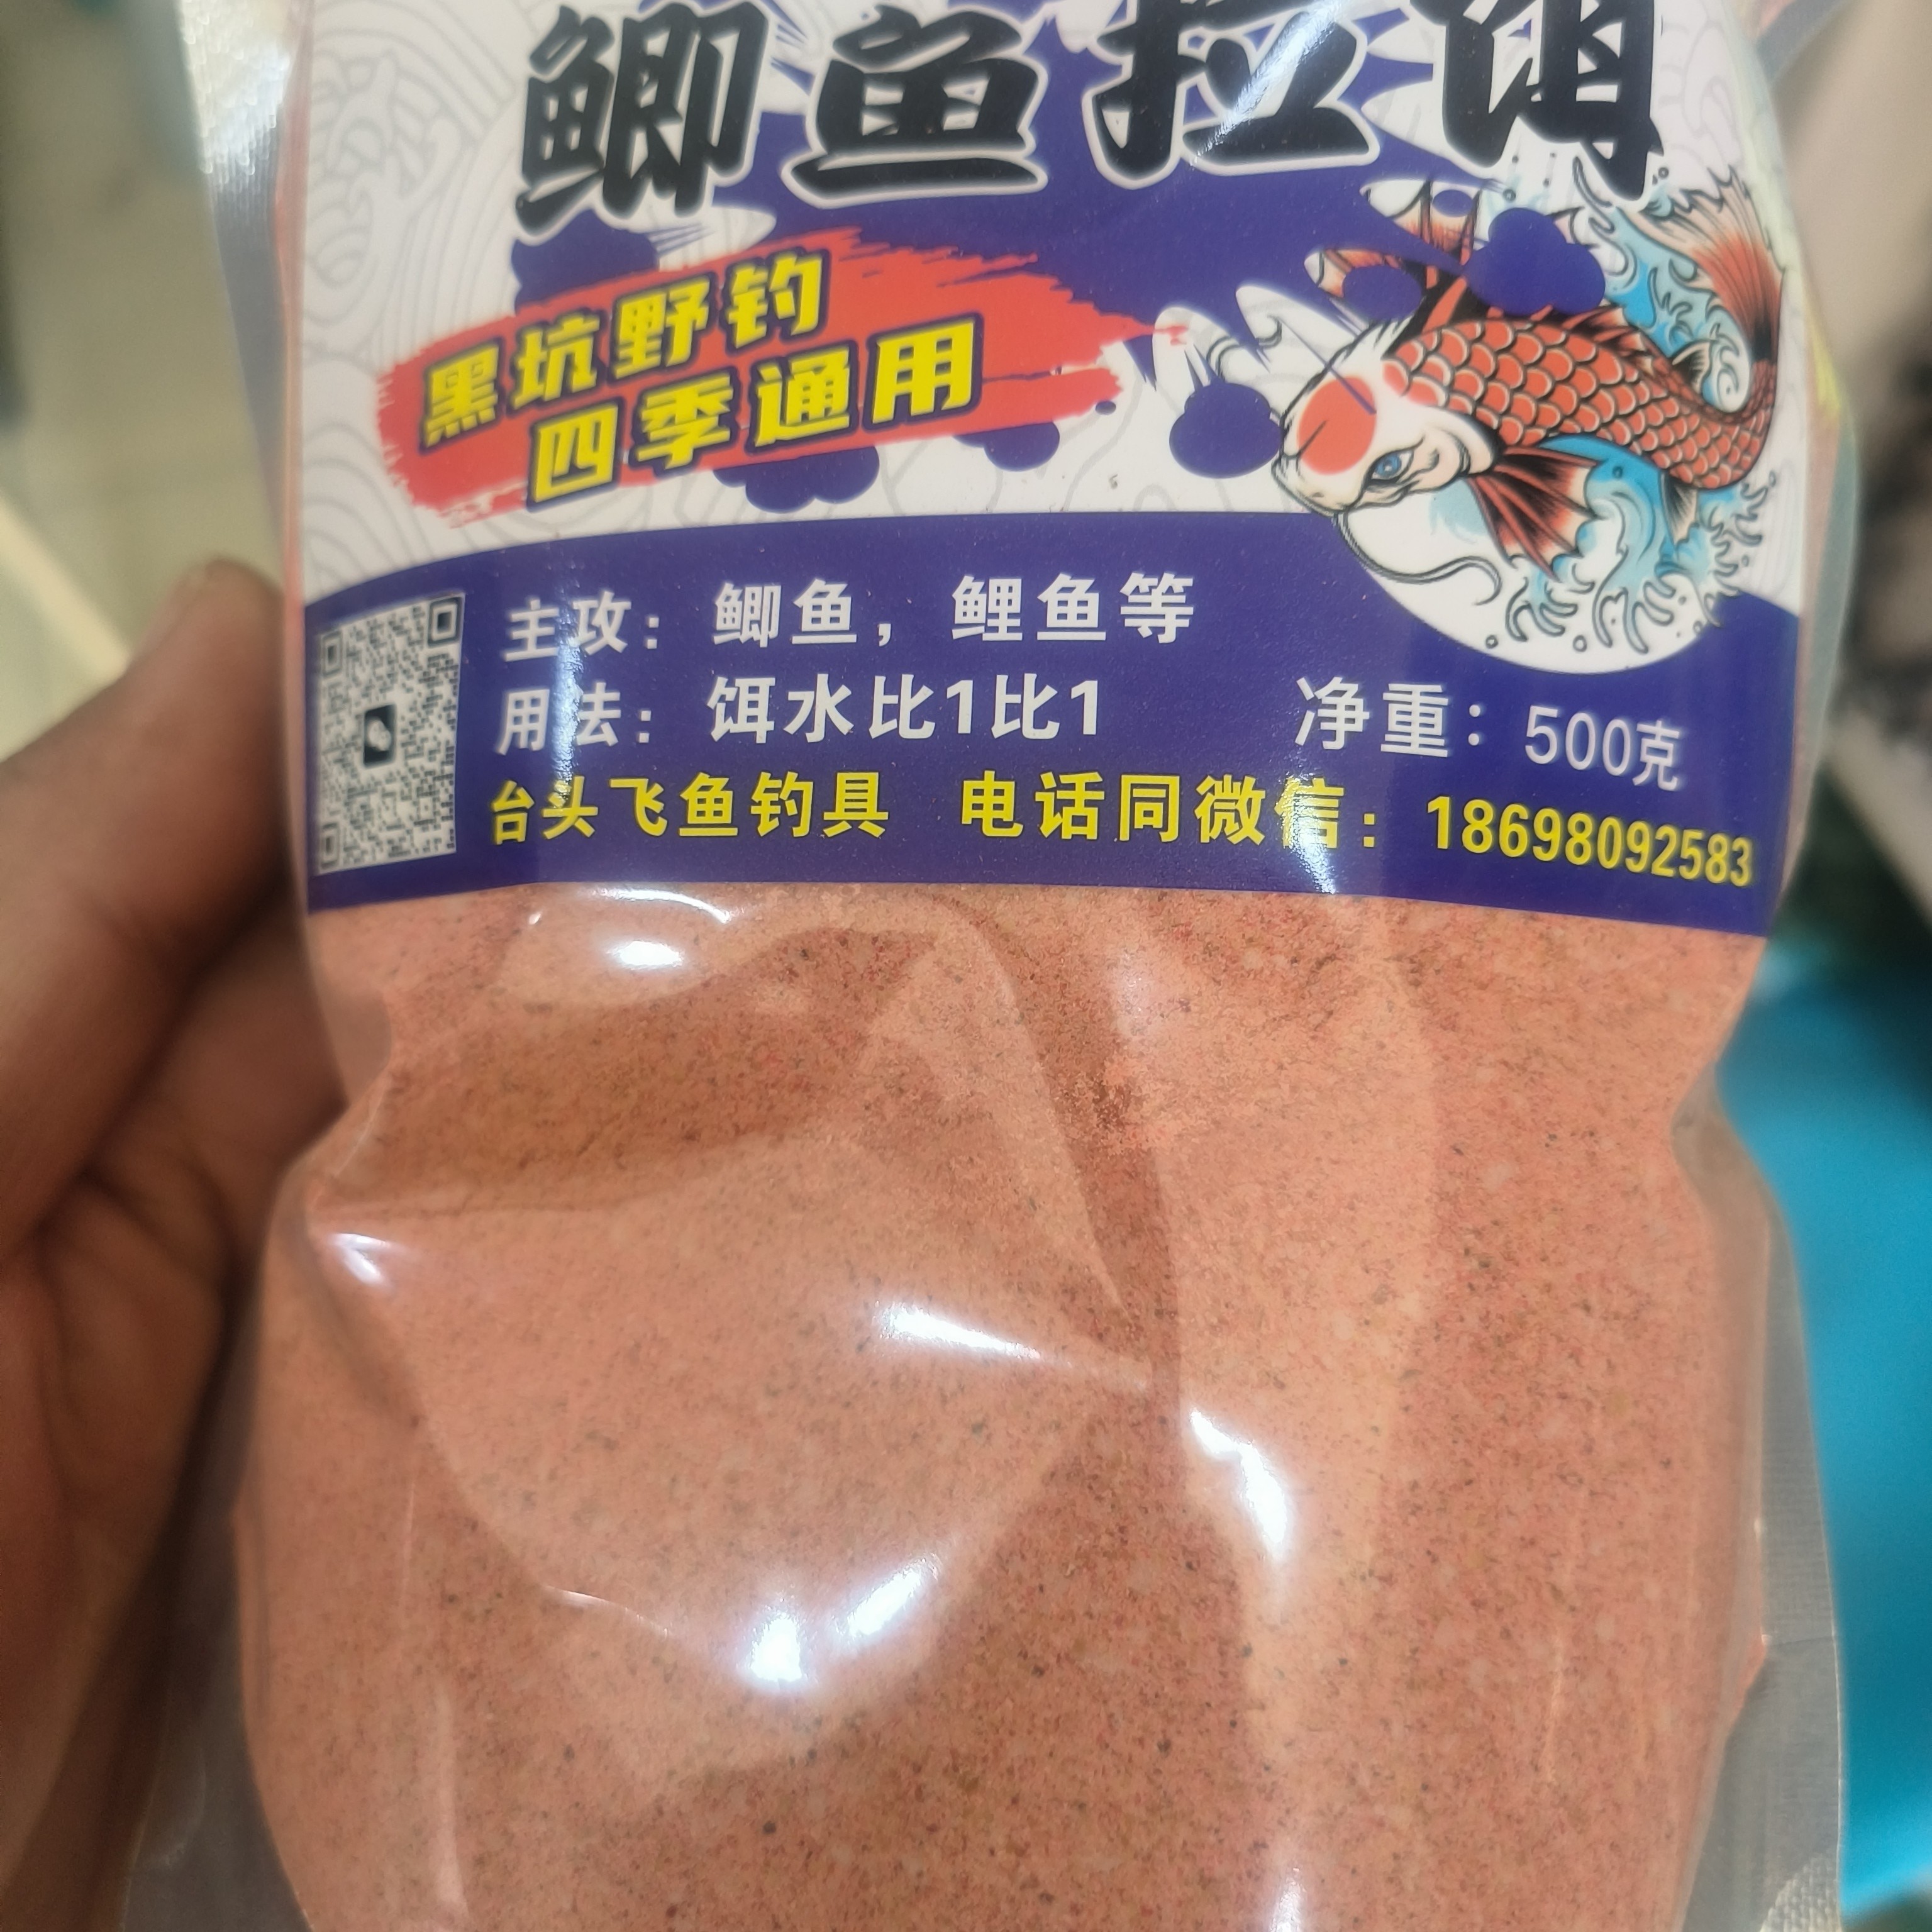 鲫鱼拉饵
黑坑野钓
四季通用
主攻：鲫鱼，鲤鱼等
用法：饵水比1比1
净重：500克
台头飞鱼钓具 电话同微信：18698092583